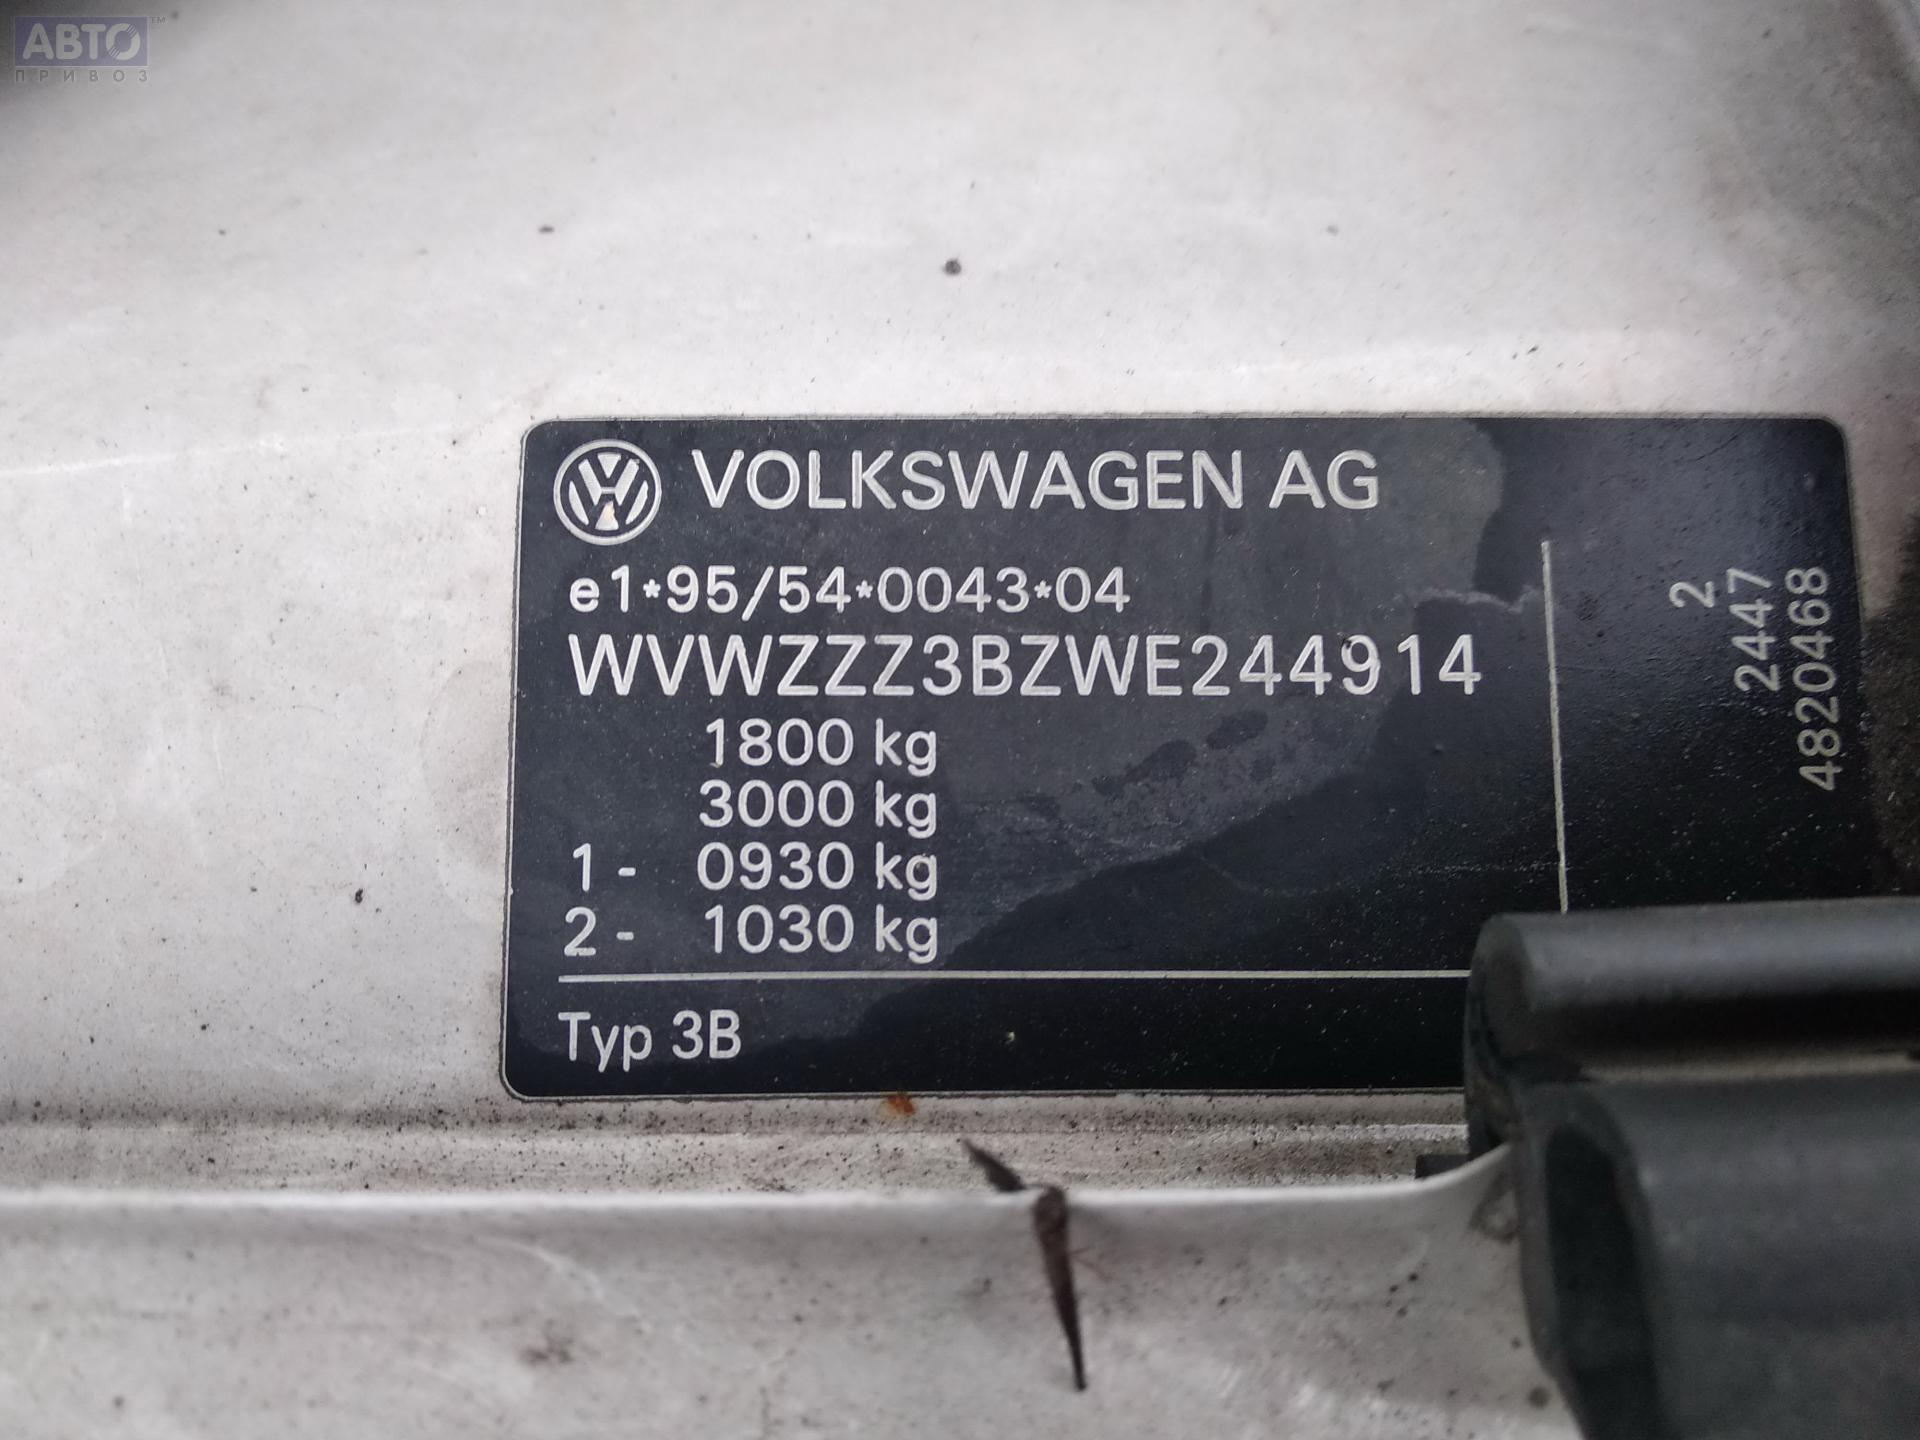 АВТО™
ПРИВОЗ
VOLKSWAGEN AG
e1*95/54*0043*04
WVWZZZ3BZWE244914
1800 kg
3000 kg
1- 0930 kg
2- 1030 kg
Typ 3B
2
2447
4820468